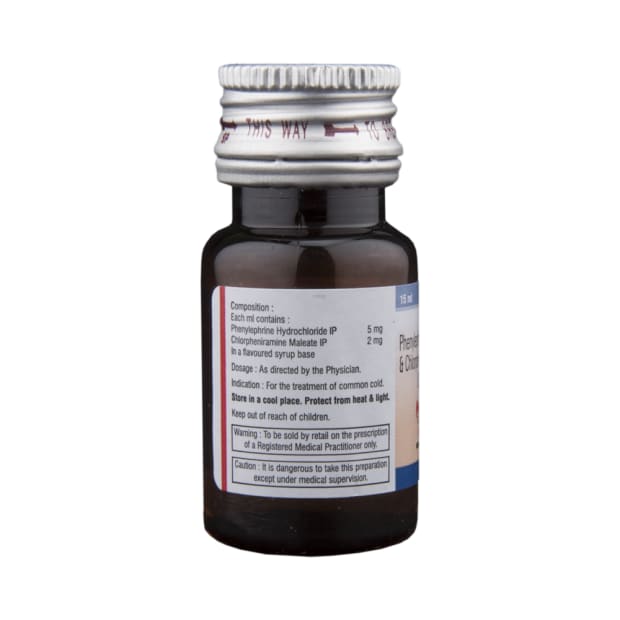 THIS WAY TO
Composition :
Each ml contains :
Phenylephrine Hydrochloride IP 5 mg
Chlorpheniramine Maleate IP 2 mg
In a flavoured syrup base
Dosage : As directed by the Physician.
Indication : For the treatment of common cold.
Store in a cool place. Protect from heat & light.
Keep out of reach of children.
Warning : To be sold by retail on the prescription
of a Registered Medical Practitioner only.
Caution : It is dangerous to take this preparation
except under medical supervision.
15 ml
&